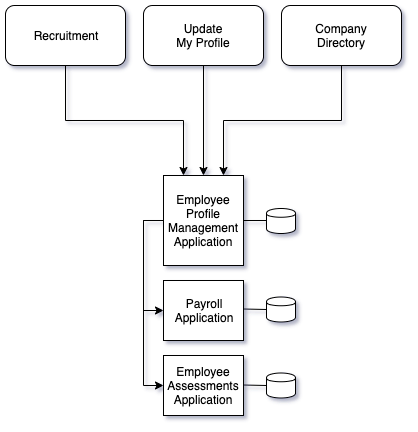 Recruitment
Update
My Profile
Company
Directory
Employee
Profile
Management
Application
Payroll
Application
Employee
Assessments
Application